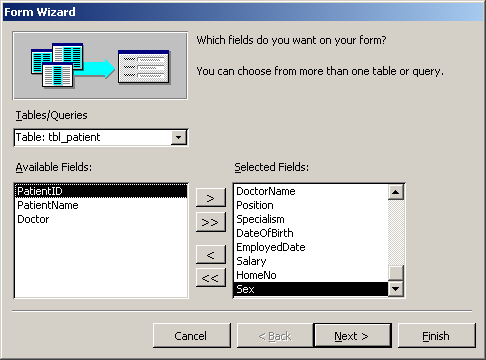 Form Wizard
Which fields do you want on your form?
You can choose from more than one table or query.
Tables/Queries
Table: tbl_patient
Available Fields:
PatientID
PatientName
Doctor
>
>>
<
<<
Selected Fields:
DoctorName
Position
Specialism
DateOfBirth
EmployedDate
Salary
HomeNo
Sex
Cancel
< Back
Next >
Finish